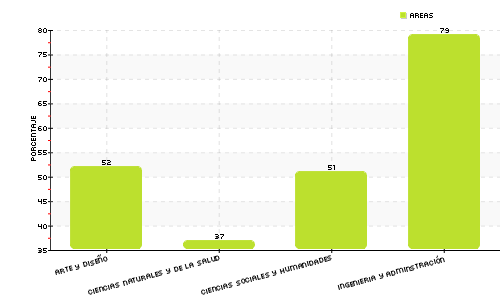 AREAS
PORCENTAJE
80
75
70
65
60
55
50
45
40
35
52
37
51
79
ARTE Y DISEÑO
CIENCIAS NATURALES Y DE LA SALUD
CIENCIAS SOCIALES Y HUMANIDADES
INGENIERIA Y ADMINSTRACIÓN